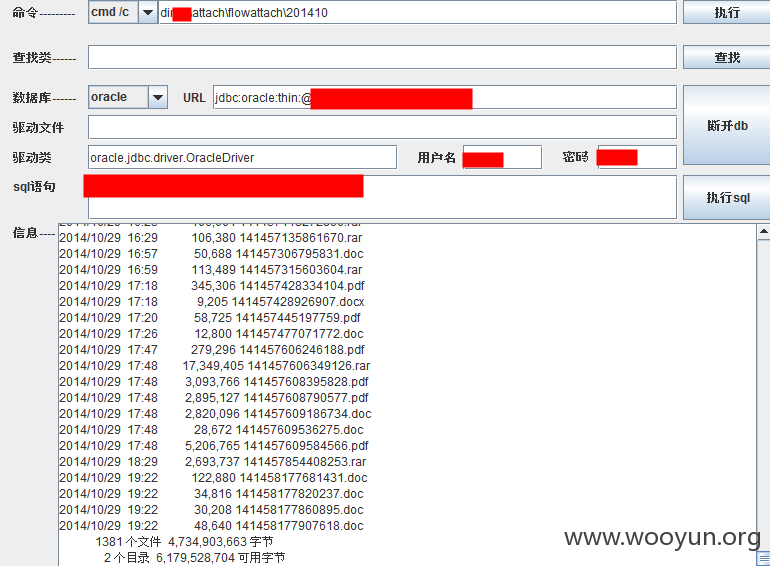 命令--------- cmd /c dir attach\flowattach\201410 执行
查找类------ 查找
数据库------ oracle URL jdbc:oracle:thin:@ 断开db
驱动文件
驱动类 oracle.jdbc.driver.OracleDriver 用户名 密码
sql语句 执行sql
信息----
2014/10/29 16:29 106,380 141457135861670.rar
2014/10/29 16:57 50,688 141457306795831.doc
2014/10/29 16:59 113,489 141457315603604.rar
2014/10/29 17:18 345,306 141457428334104.pdf
2014/10/29 17:18 9,205 141457428926907.docx
2014/10/29 17:20 58,725 141457445197759.pdf
2014/10/29 17:26 12,800 141457477071772.doc
2014/10/29 17:47 279,296 141457606246188.pdf
2014/10/29 17:48 17,349,405 141457606349126.rar
2014/10/29 17:48 3,093,766 141457608395828.pdf
2014/10/29 17:48 2,895,127 141457608790577.pdf
2014/10/29 17:48 2,820,096 141457609186734.doc
2014/10/29 17:48 28,672 141457609536275.doc
2014/10/29 17:48 5,206,765 141457609584566.pdf
2014/10/29 18:29 2,693,737 141457854408253.rar
2014/10/29 19:22 122,880 141458177681431.doc
2014/10/29 19:22 34,816 141458177820237.doc
2014/10/29 19:22 30,208 141458177860895.doc
2014/10/29 19:22 48,640 141458177907618.doc
1381 个文件 4,734,903,663 字节
2 个目录 6,179,528,704 可用字节
www.wooyun.org